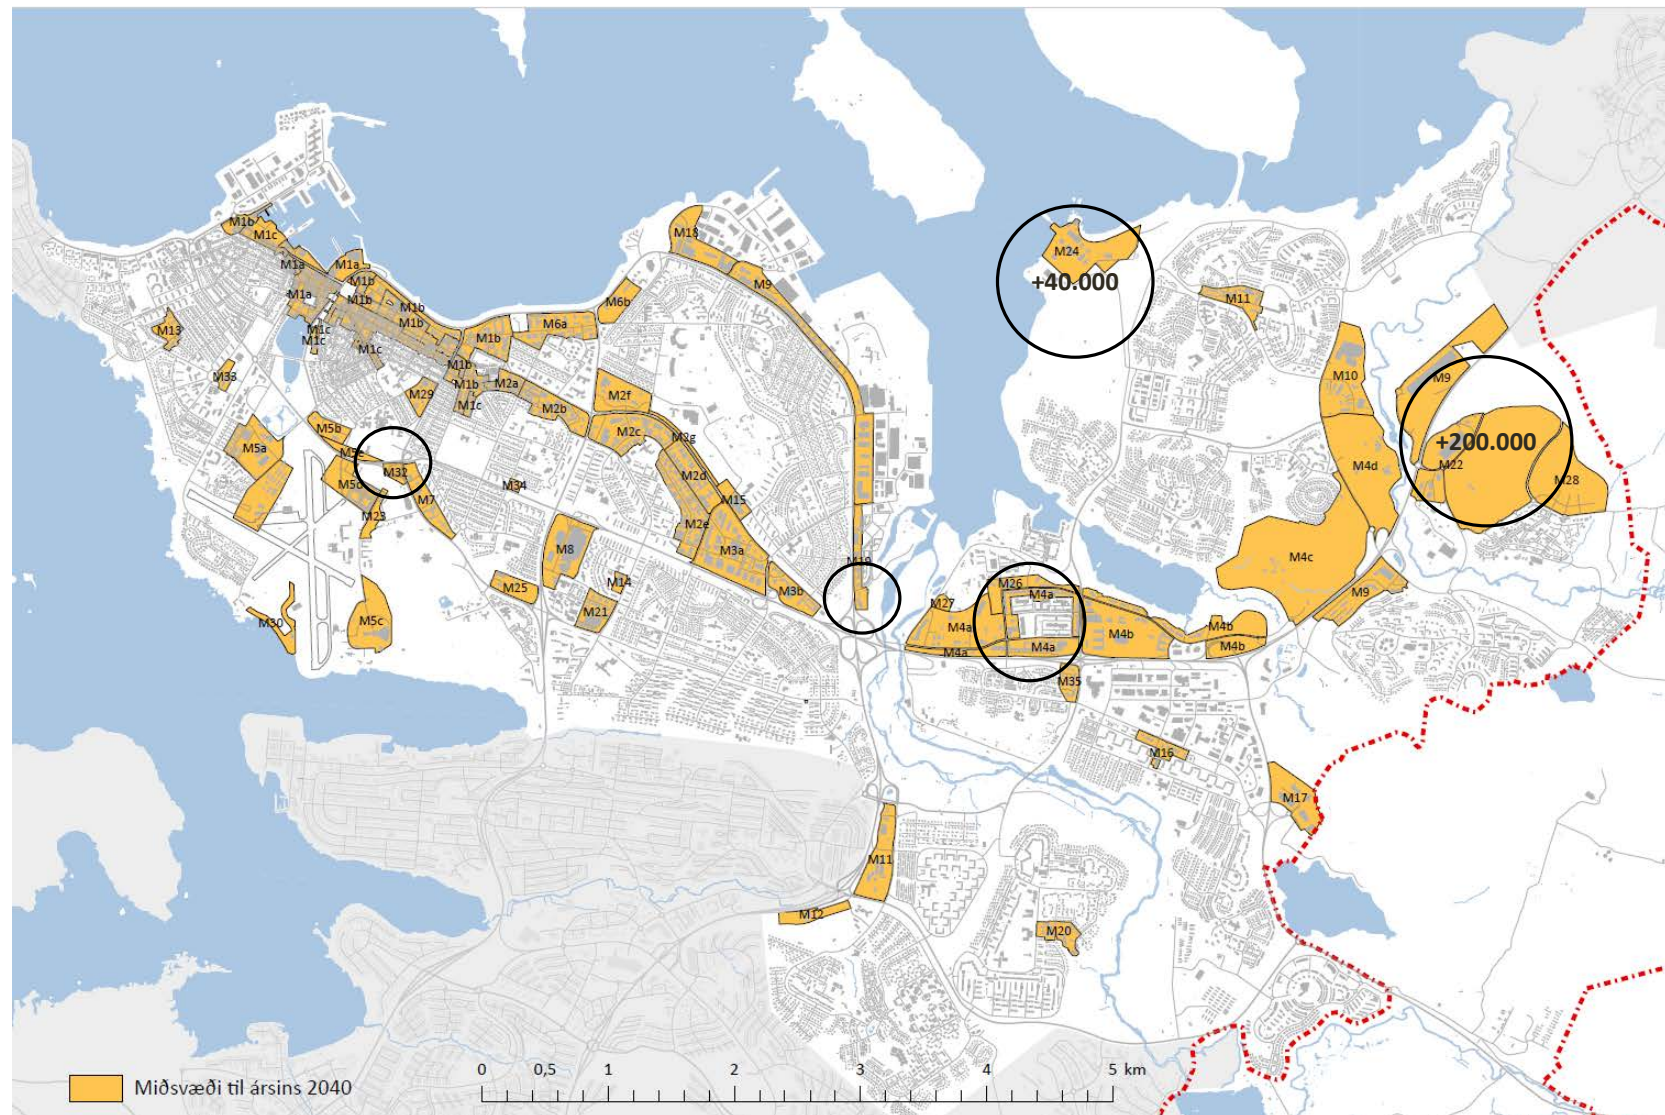 M1b
M1c
M1a
M1a
M1b
M1a
M1b
M1b
M1b
M1c
M1c
M1c
M13
M33
M29
M1b
M1b
M1b
M1c
M2a
M2b
M6a
M6b
M18
M9
M2f
M2c
M2g
M2d
M15
M2e
M3a
M3b
M19
M5b
M5a
M5d
M32
M7
M23
M34
M8
M25
M14
M21
M30
M5c
M24
+40.000
M11
M10
M9
+200.000
M22
M28
M4d
M4c
M9
M26
M4a
M27
M4a
M4a
M4a
M4b
M4b
M4b
M35
M16
M17
M11
M12
M20
Miðsvæði til ársins 2040
0 0,5 1 2 3 4 5 km